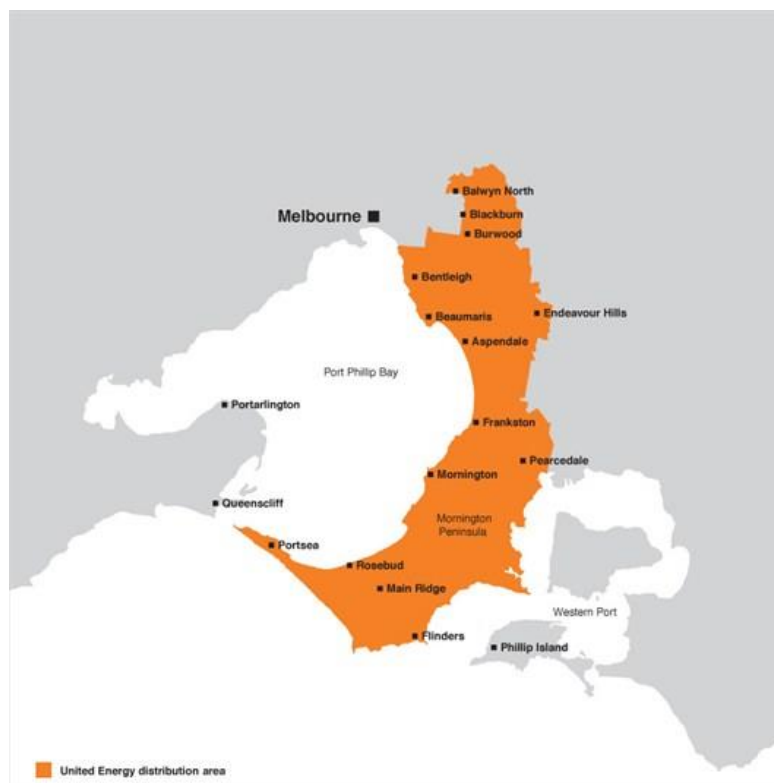 Balwyn North
Melbourne
Blackburn
Burwood
Bentleigh
Endeavour Hills
Beaumaris
Aspendale
Port Phillip Bay
Portarlington
Frankston
Pearcedale
Mornington
Queenscliff
Mornington
Peninsula
Portsea
Rosebud
Main Ridge
Western Port
Flinders
Phillip Island
United Energy distribution area